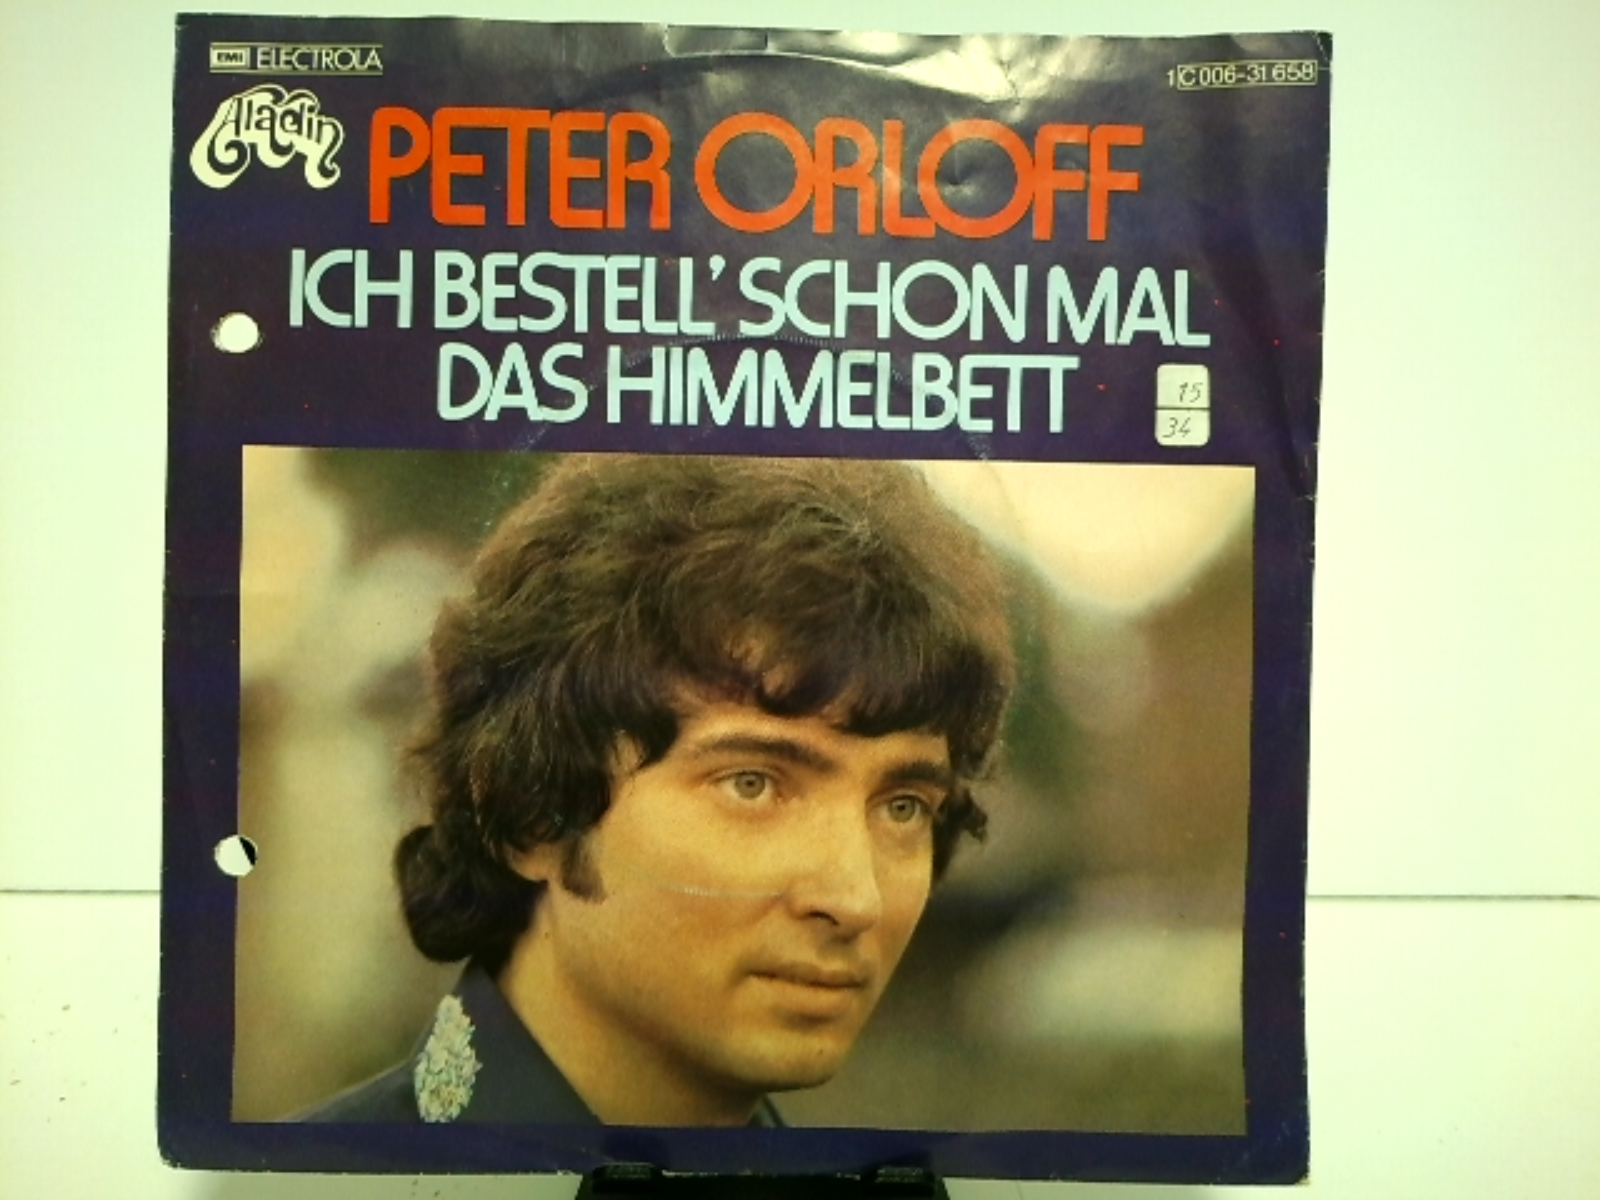 EMI ELECTROLA
1C 006-31 658
Aladin
PETER ORLOFF
ICH BESTELL' SCHON MAL
DAS HIMMELBETT
15
34